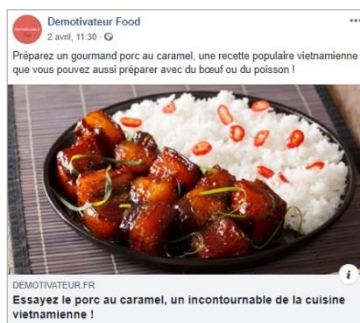 Demotivateur Food
2 avril, 11:30 ·
Préparez un gourmand porc au caramel, une recette populaire vietnamienne
que vous pouvez aussi préparer avec du bœuf ou du poisson !
DEMOTIVATEUR.FR
Essayez le porc au caramel, un incontournable de la cuisine
vietnamienne !